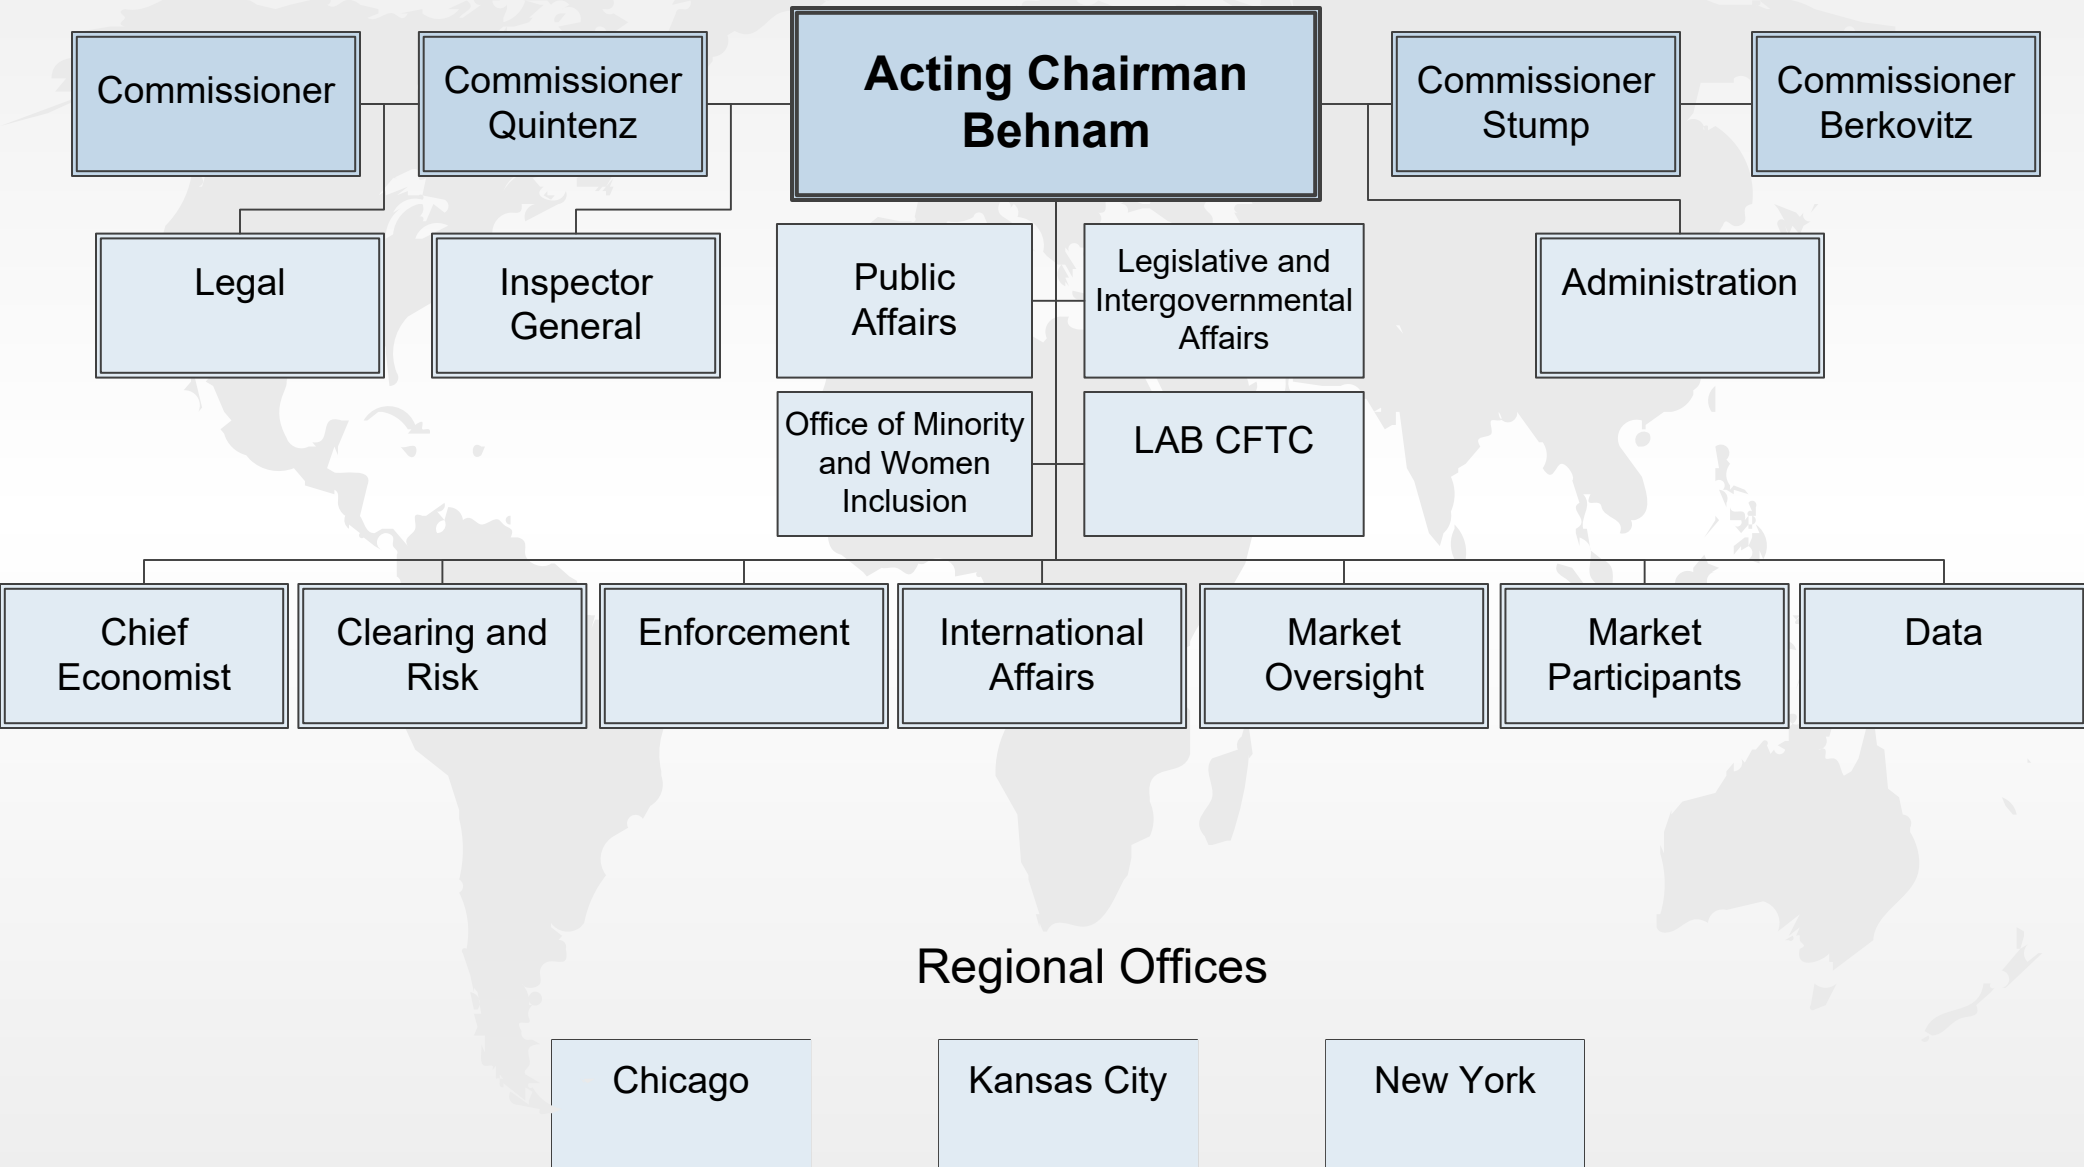 Commissioner
Commissioner
Quintenz
Acting Chairman
Behnam
Commissioner
Stump
Commissioner
Berkovitz
Legal
Inspector
General
Public
Affairs
Legislative and
Intergovernmental
Affairs
Administration
Office of Minority
and Women
Inclusion
LAB CFTC
Chief
Economist
Clearing and
Risk
Enforcement
International
Affairs
Market
Oversight
Market
Participants
Data
Regional Offices
Chicago
Kansas City
New York